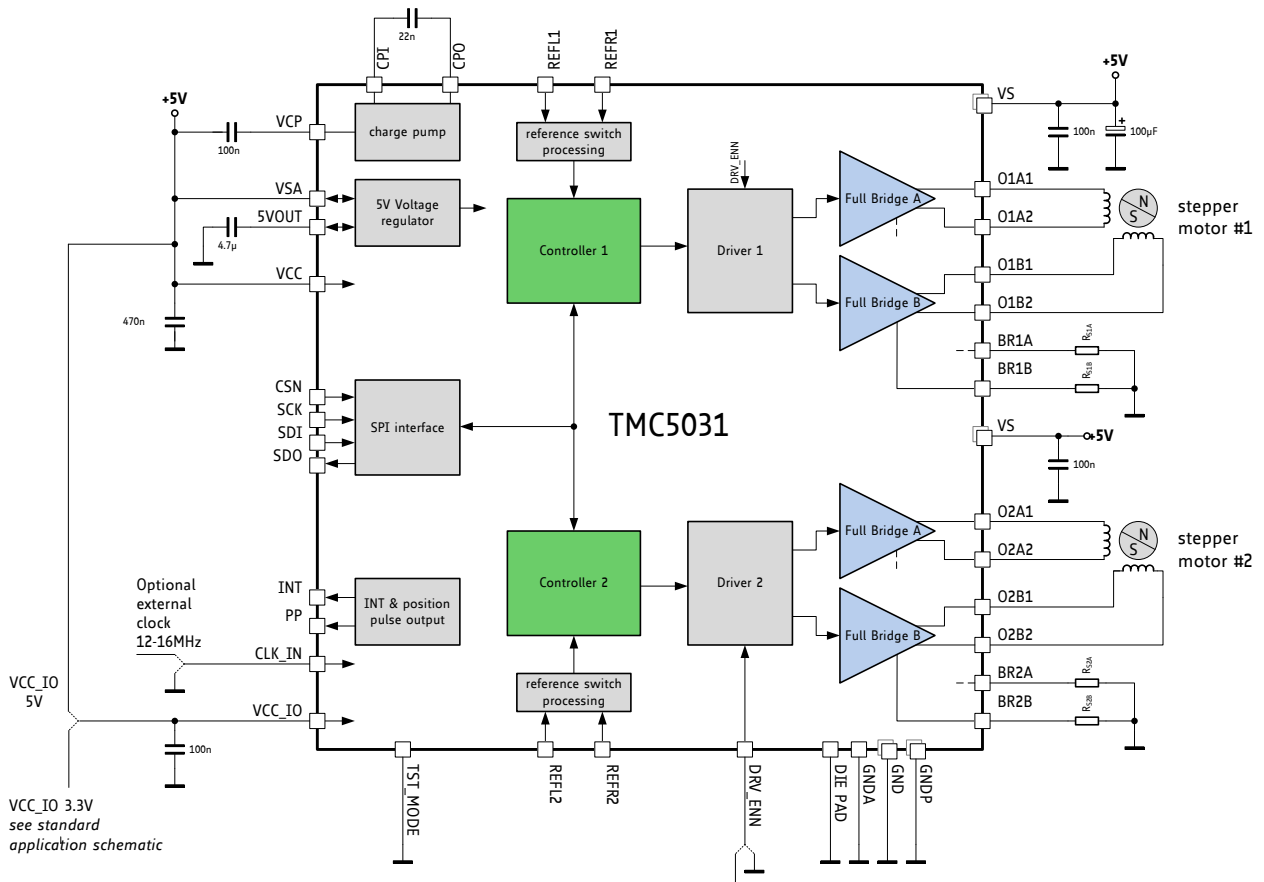 22n
CPI
CPO
REFL1
REFR1
+5V
+5V
VS
VCP
charge pump
reference switch
processing
100n
100n
+
100µF
DRV_ENN
VSA
5VOUT
5V Voltage
regulator
4.7µ
Controller 1
Driver 1
Full Bridge A
O1A1
O1A2
N
S
stepper
motor #1
VCC
470n
Full Bridge B
O1B1
O1B2
BR1A
RS1A
BR1B
RS1B
CSN
SCK
SDI
SDO
SPI interface
TMC5031
VS
+5V
100n
Controller 2
Driver 2
Full Bridge A
O2A1
O2A2
N
S
stepper
motor #2
INT
PP
INT & position
pulse output
Full Bridge B
O2B1
O2B2
Optional
external
clock
12-16MHz
CLK_IN
reference switch
processing
BR2A
RS2A
BR2B
RS2B
VCC_IO
5V
VCC_IO
100n
TST_MODE
REFL2
REFR2
DRV_ENN
DIE PAD
GNDA
GND
GNDP
VCC_IO 3.3V
see standard
application schematic